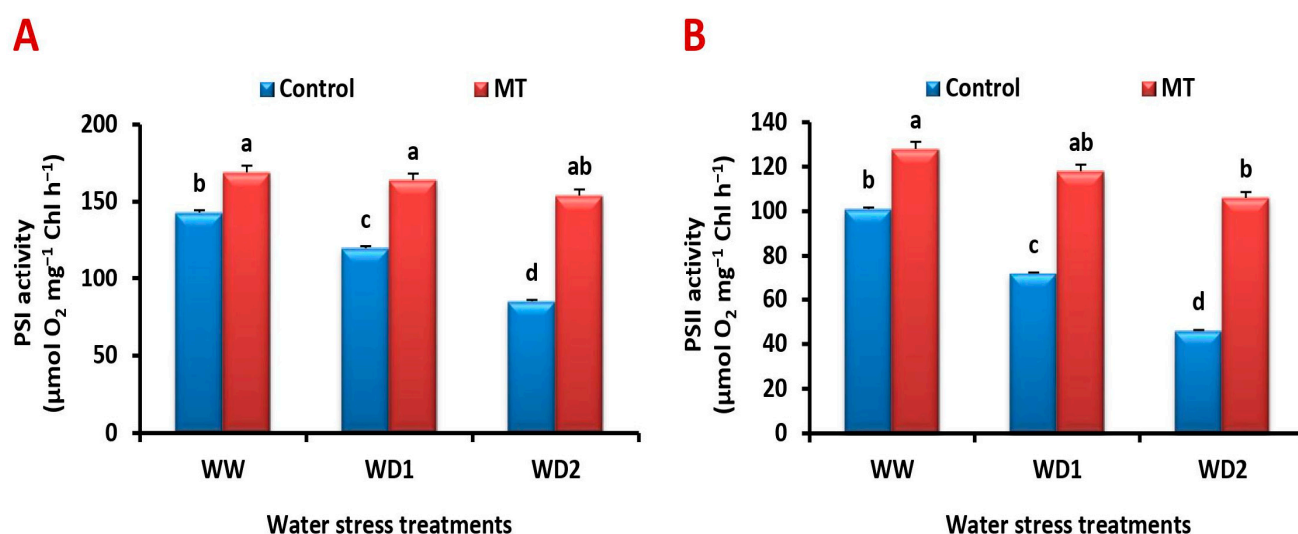 A
Control MT
PSI activity
(µmol O₂ mg⁻¹ Chl h⁻¹)
200
150
100
50
0
b a c a d ab
WW WD1 WD2
Water stress treatments
B
Control MT
PSII activity
(µmol O₂ mg⁻¹ Chl h⁻¹)
140
120
100
80
60
40
20
0
b a c ab d b
WW WD1 WD2
Water stress treatments